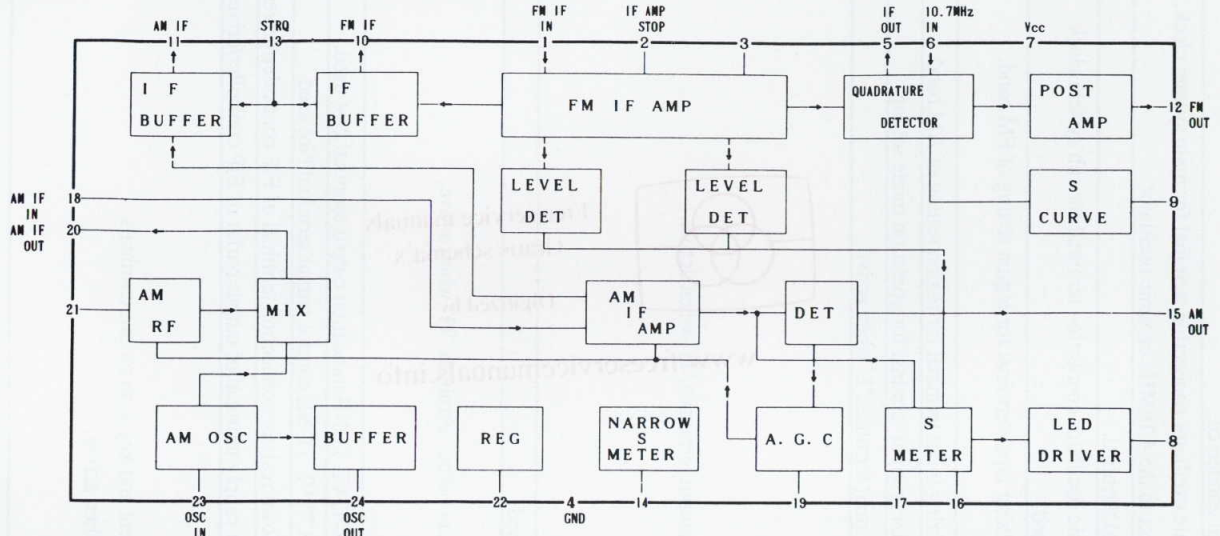 AM IF
11
STRQ
13
FM IF
10
FM IF
IN
1
IF AMP
STOP
2
3
IF
OUT
5
10.7MHz
IN
6
Vcc
7
IF
BUFFER
IF
BUFFER
FM IF AMP
QUADRATURE
DETECTOR
POST
AMP
12 FM
OUT
LEVEL
DET
LEVEL
DET
S
CURVE
9
AM IF
IN
18
AM IF
OUT
20
21
AM
RF
MIX
AM
IF
AMP
DET
15 AM OUT
AM OSC
BUFFER
REG
NARROW
S
METER
A.G.C
S
METER
LED
DRIVER
8
23
OSC
IN
24
OSC
OUT
22
4
GND
14
19
17
16
www.freeservicemanuals.info